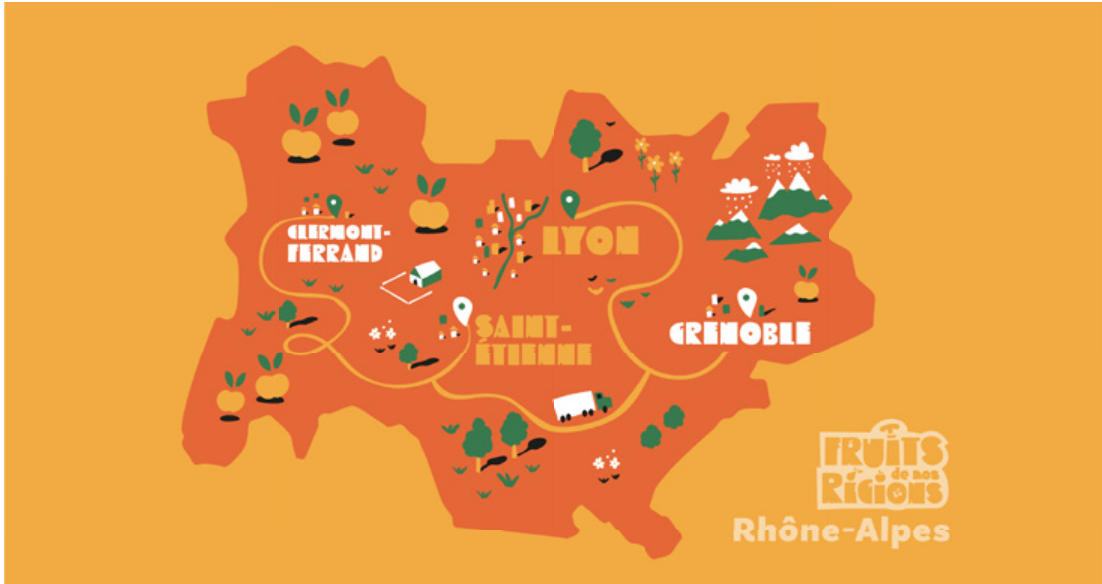 CLERMONT-
FERRAND
LYON
SAINT-
ÉTIENNE
GRENOBLE
FRUITS
de nos
RÉGIONS
Rhône-Alpes